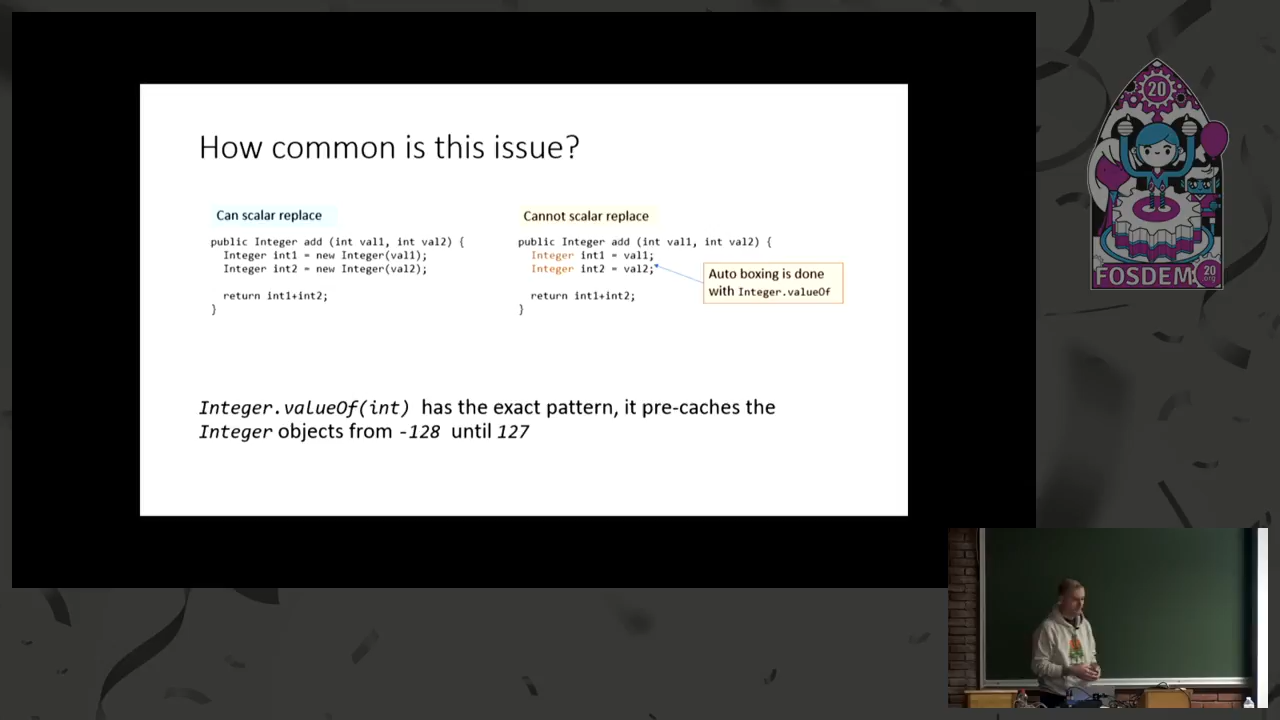 How common is this issue?
Can scalar replace
public Integer add (int val1, int val2) {
Integer int1 = new Integer(val1);
Integer int2 = new Integer(val2);
return int1+int2;
}
Cannot scalar replace
public Integer add (int val1, int val2) {
Integer int1 = val1;
Integer int2 = val2;
return int1+int2;
}
Auto boxing is done
with Integer.valueOf
Integer.valueOf(int) has the exact pattern, it pre-caches the
Integer objects from -128 until 127
20
FOSDEM
20
.org